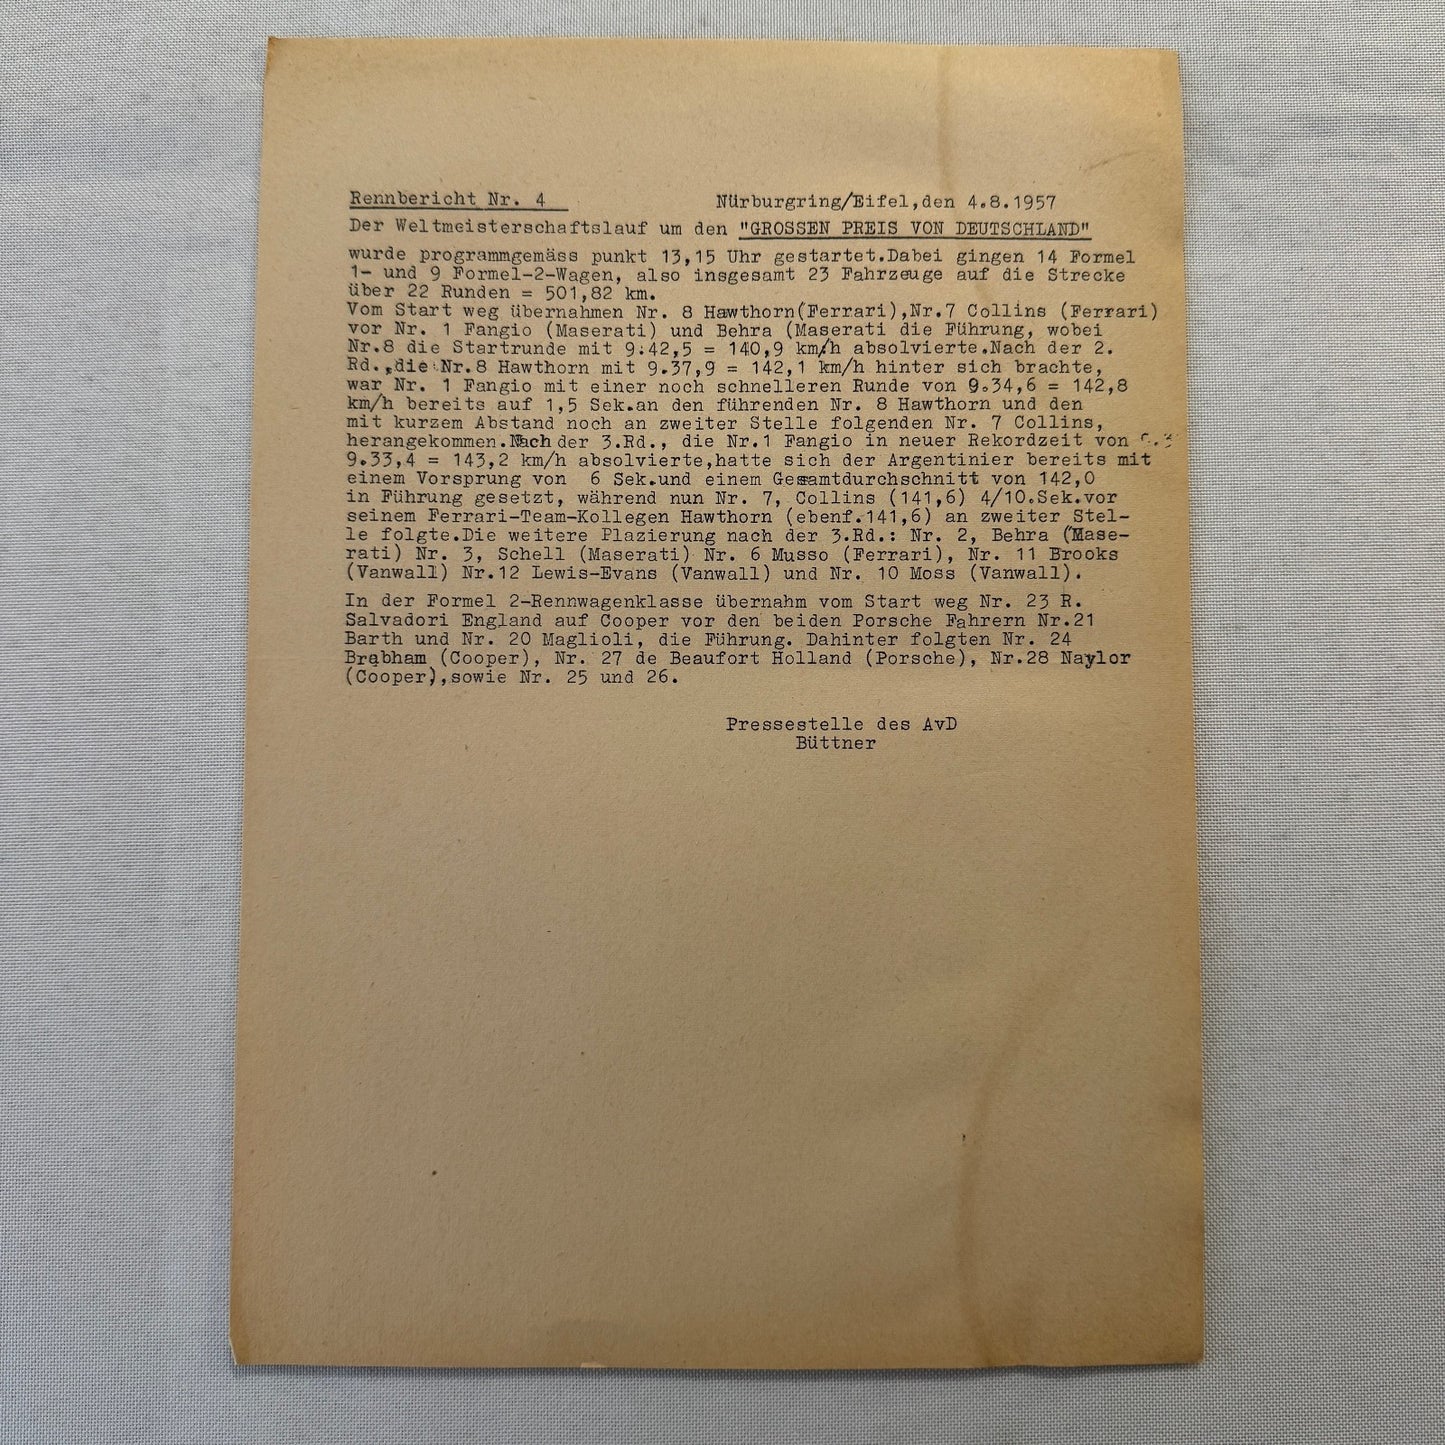 Rennbericht Nr. 4 Nürburgring/Eifel,den 4.8.1957
Der Weltmeisterschaftslauf um den "GROSSEN PREIS VON DEUTSCHLAND"
wurde programmgemäss punkt 13,15 Uhr gestartet.Dabei gingen 14 Formel
1- und 9 Formel-2-Wagen, also insgesamt 23 Fahrzeuge auf die Strecke
über 22 Runden = 501,82 km.
Vom Start weg übernahmen Nr. 8 Hawthorn(Ferrari),Nr.7 Collins (Ferrari)
vor Nr. 1 Fangio (Maserati) und Behra (Maserati die Führung, wobei
Nr.8 die Startrunde mit 9.42,5 = 140,9 km/h absolvierte.Nach der 2.
Rd.,die Nr.8 Hawthorn mit 9.37,9 = 142,1 km/h hinter sich brachte,
war Nr. 1 Fangio mit einer noch schnelleren Runde von 9.34,6 = 142,8
km/h bereits auf 1,5 Sek.an den führenden Nr. 8 Hawthorn und den
mit kurzem Abstand noch an zweiter Stelle folgenden Nr. 7 Collins,
herangekommen.Nach der 3.Rd., die Nr.1 Fangio in neuer Rekordzeit von
9.33,4 = 143,2 km/h absolvierte,hatte sich der Argentinier bereits mit
einem Vorsprung von 6 Sek.und einem Gesamtdurchschnitt von 142,0
in Führung gesetzt, während nun Nr. 7, Collins (141,6) 4/10.Sek.vor
seinem Ferrari-Team-Kollegen Hawthorn (ebenf.141,6) an zweiter Stel-
le folgte.Die weitere Plazierung nach der 3.Rd.: Nr. 2, Behra (Mase-
rati) Nr. 3, Schell (Maserati) Nr. 6 Musso (Ferrari), Nr. 11 Brooks
(Vanwall) Nr.12 Lewis-Evans (Vanwall) und Nr. 10 Moss (Vanwall).
In der Formel 2-Rennwagenklasse übernahm vom Start weg Nr. 23 R.
Salvadori England auf Cooper vor den beiden Porsche Fahrern Nr.21
Barth und Nr. 20 Maglioli, die Führung. Dahinter folgten Nr. 24
Brabham (Cooper), Nr. 27 de Beaufort Holland (Porsche), Nr.28 Naylor
(Cooper),sowie Nr. 25 und 26.
Pressestelle des AvD
Büttner